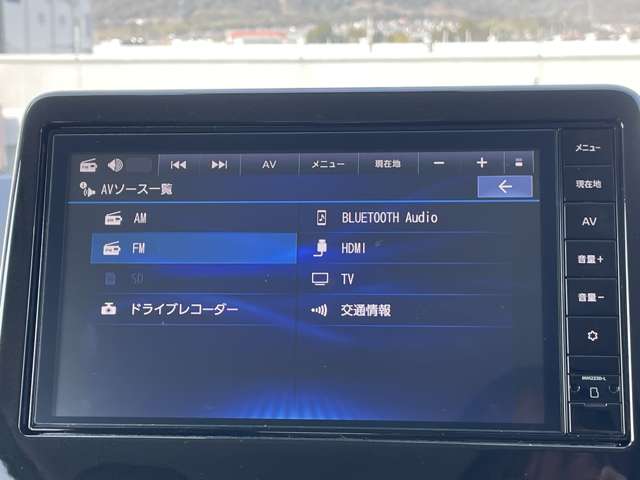 AV メニュー 現在地 − +
AVソース一覧
AM
FM
SD
ドライブレコーダー
BLUETOOTH Audio
HDMI
TV
交通情報
メニュー
現在地
AV
音量+
音量−
MM223D-L